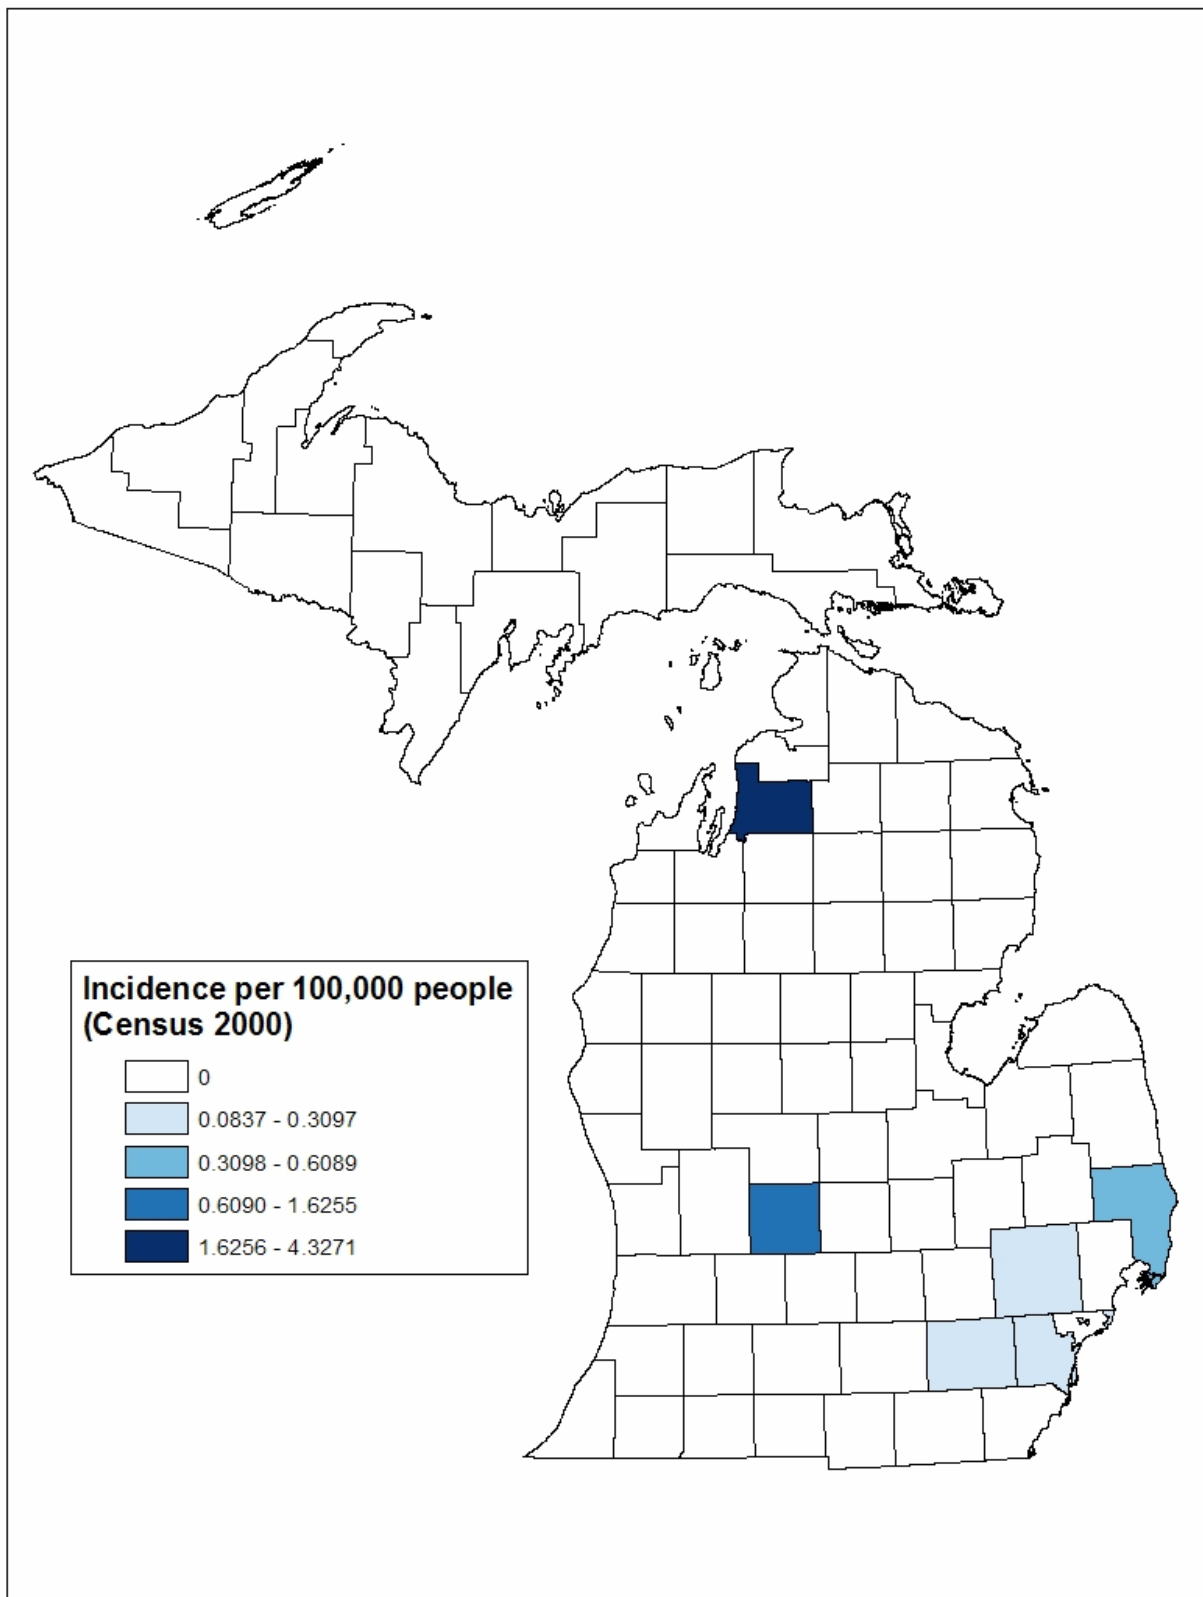 Incidence per 100,000 people
(Census 2000)
0
0.0837 - 0.3097
0.3098 - 0.6089
0.6090 - 1.6255
1.6256 - 4.3271